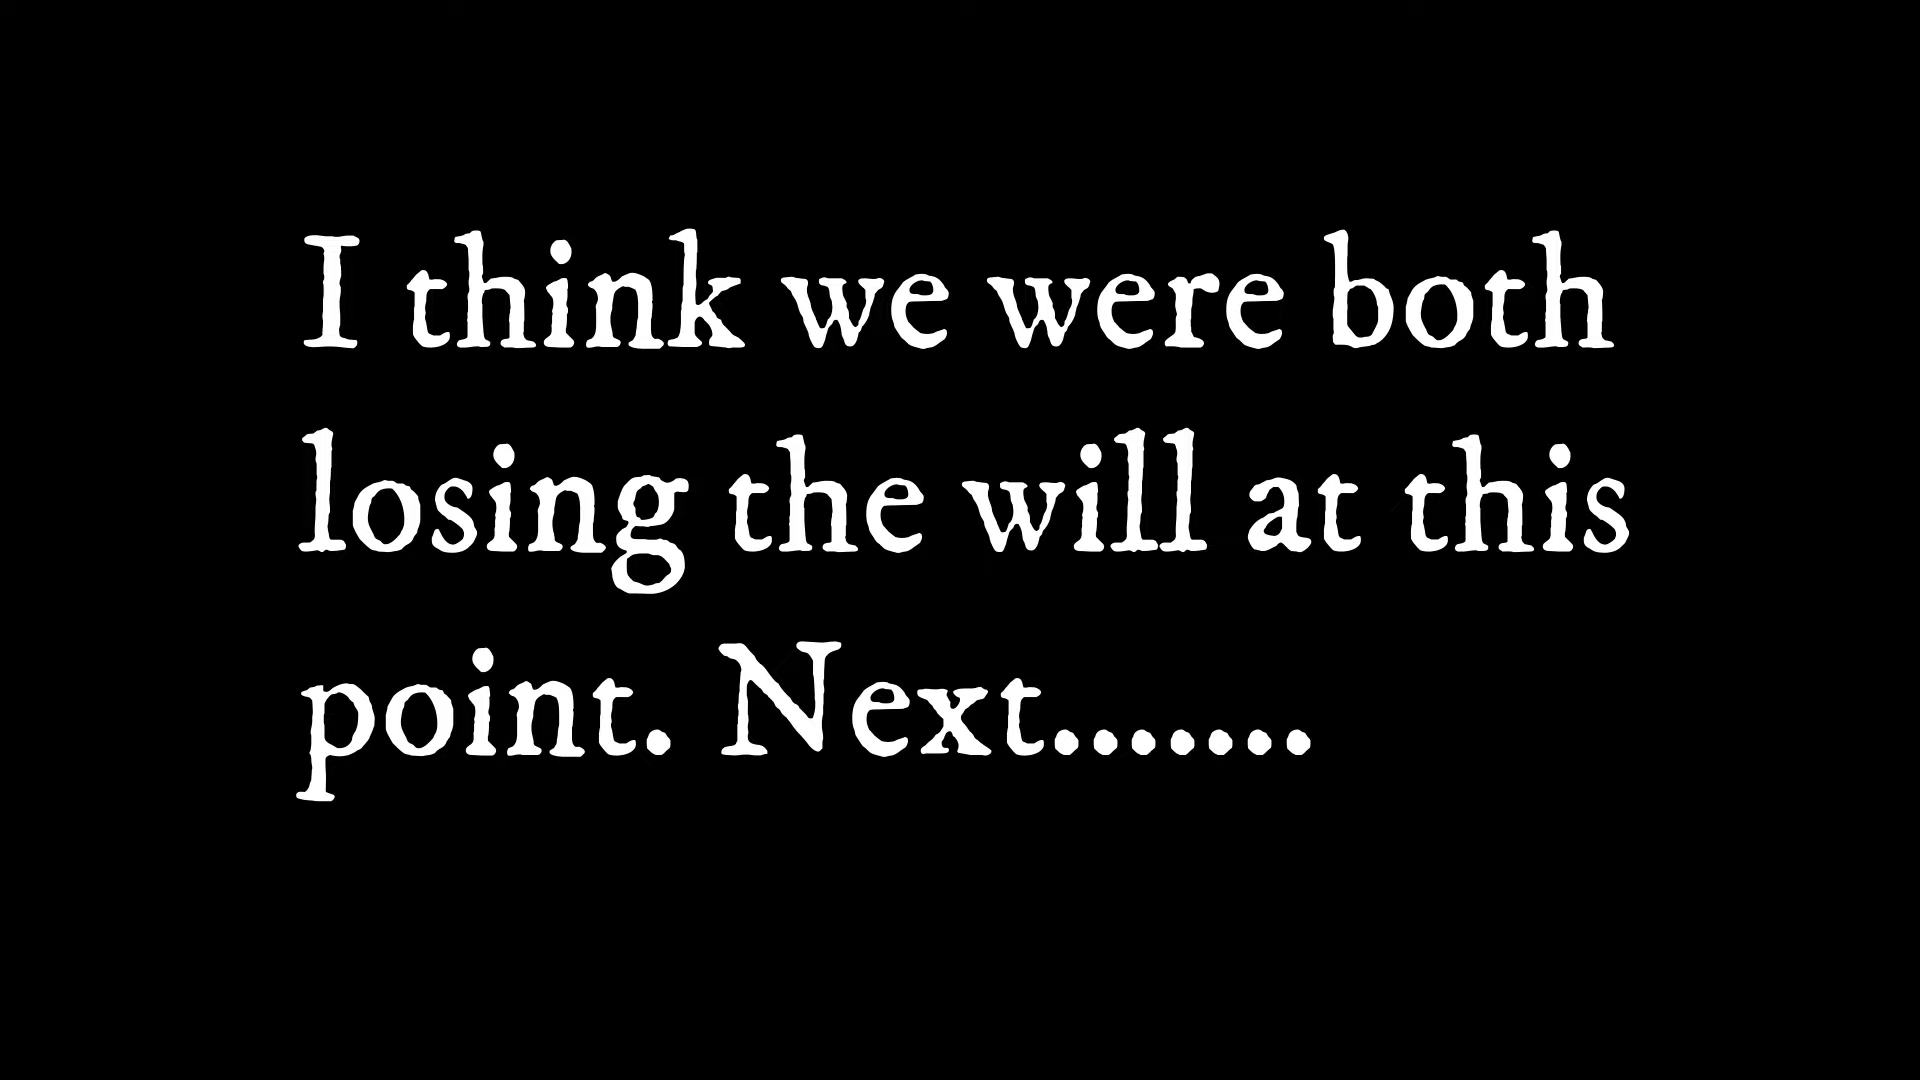 I think we were both
losing the will at this
point. Next.......